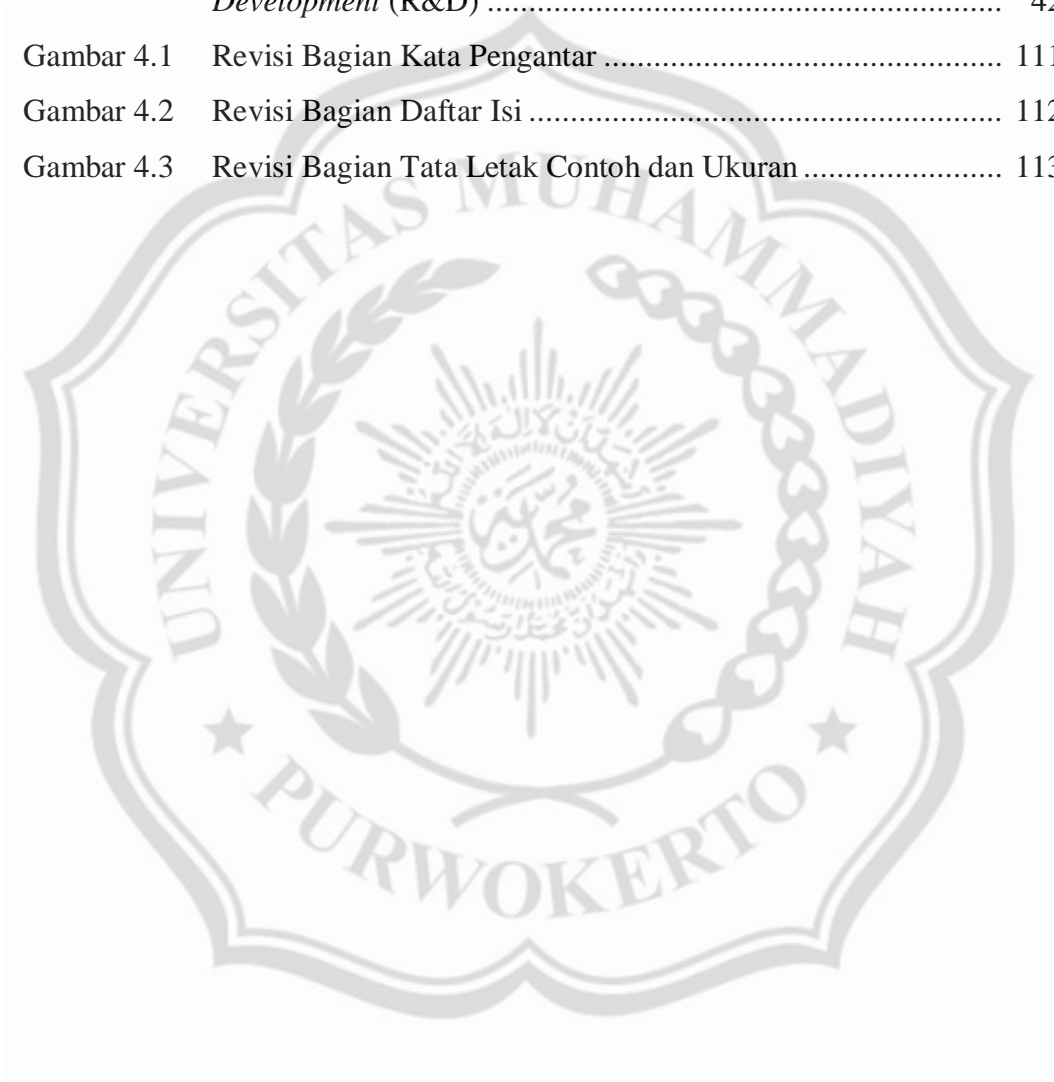 Development (R&D) .................................................... 42
Gambar 4.1 Revisi Bagian Kata Pengantar ........................................ 111
Gambar 4.2 Revisi Bagian Daftar Isi ................................................ 112
Gambar 4.3 Revisi Bagian Tata Letak Contoh dan Ukuran .................... 113
UNIVERSITAS MUHAMMADIYAH
PURWOKERTO